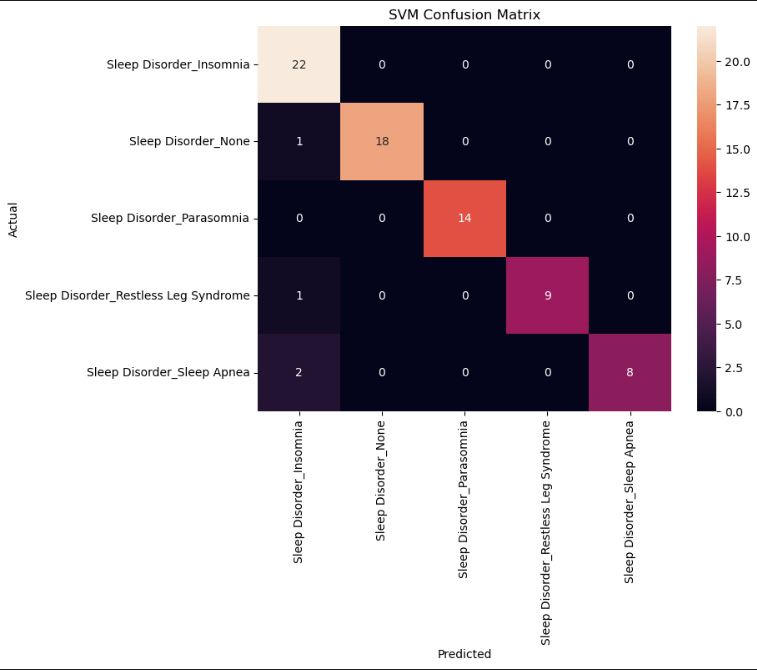 SVM Confusion Matrix
Actual
Sleep Disorder_Insomnia
22 0 0 0 0
Sleep Disorder_None
1 18 0 0 0
Sleep Disorder_Parasomnia
0 0 14 0 0
Sleep Disorder_Restless Leg Syndrome
1 0 0 9 0
Sleep Disorder_Sleep Apnea
2 0 0 0 8
Sleep Disorder_Insomnia
Sleep Disorder_None
Sleep Disorder_Parasomnia
Sleep Disorder_Restless Leg Syndrome
Sleep Disorder_Sleep Apnea
Predicted
20.0
17.5
15.0
12.5
10.0
7.5
5.0
2.5
0.0